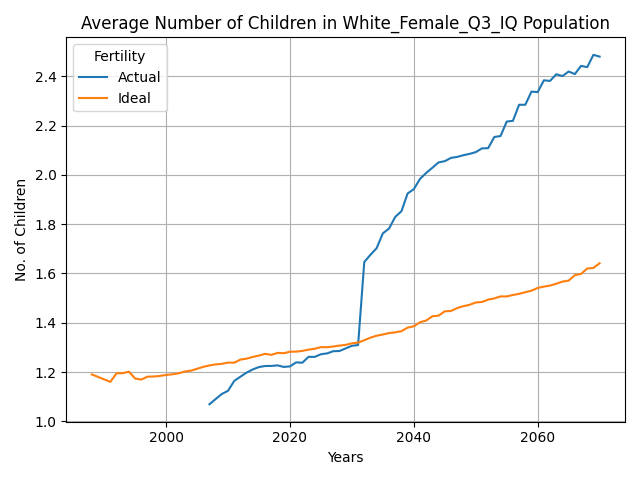 Average Number of Children in White_Female_Q3_IQ Population
Fertility
Actual
Ideal
No. of Children
2.4
2.2
2.0
1.8
1.6
1.4
1.2
1.0
2000 2020 2040 2060
Years